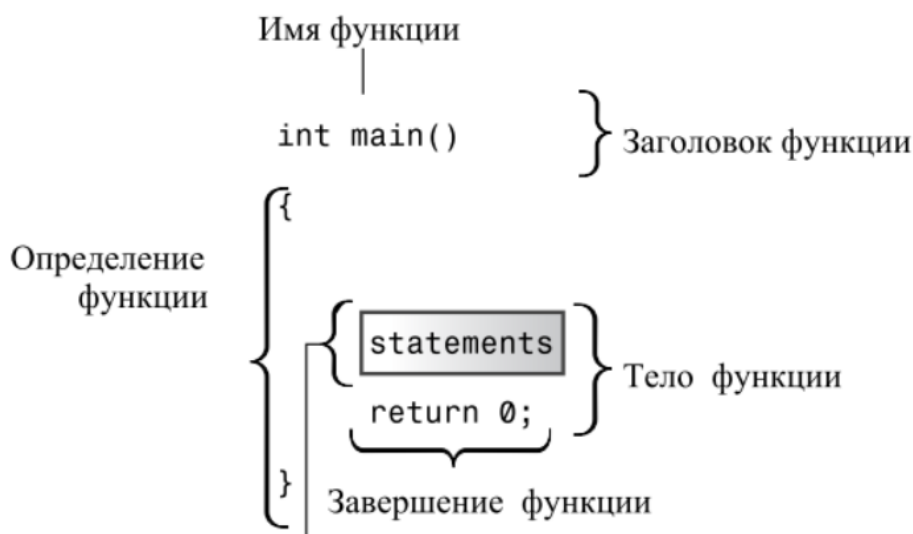 Имя функции
int main()
Заголовок функции
{
Определение
функции
statements
Тело функции
return 0;
}
Завершение функции